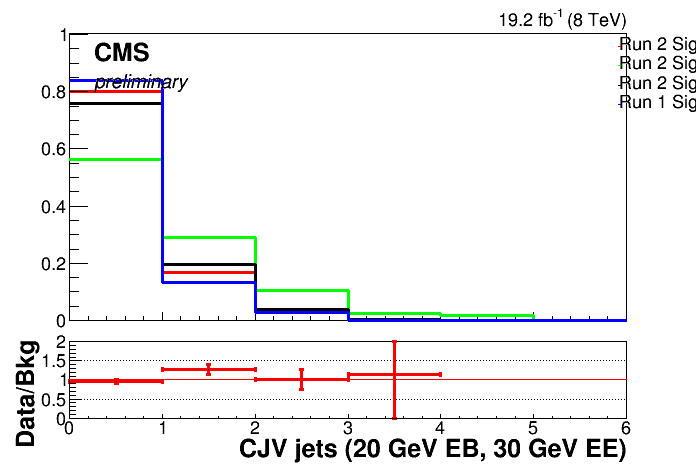 19.2 fb-1 (8 TeV)
CMS
preliminary
Run 2 Sig
Run 2 Sig
Run 2 Sig
Run 1 Sig
1
0.8
0.6
0.4
0.2
0
Data/Bkg
2
1.5
1
0.5
0
0 1 2 3 4 5 6
CJV jets (20 GeV EB, 30 GeV EE)